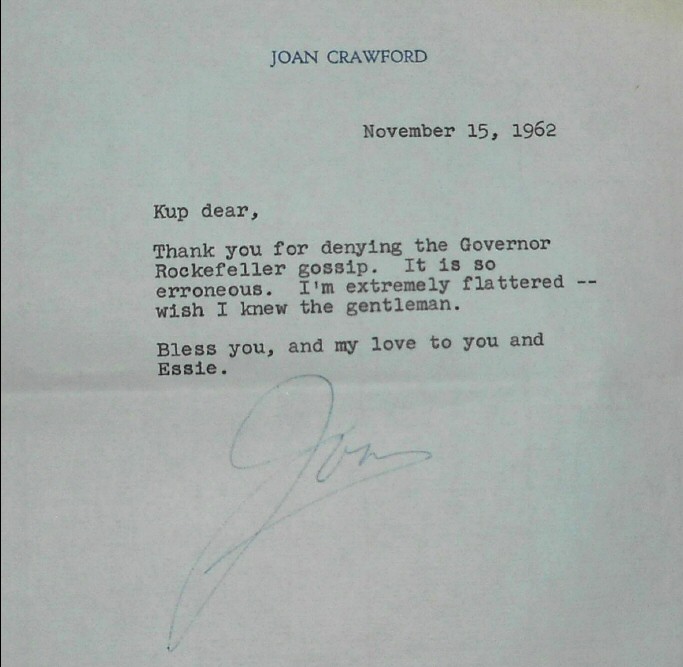 JOAN CRAWFORD
November 15, 1962
Kup dear,
Thank you for denying the Governor
Rockefeller gossip. It is so
erroneous. I'm extremely flattered --
wish I knew the gentleman.
Bless you, and my love to you and
Essie.
Joan